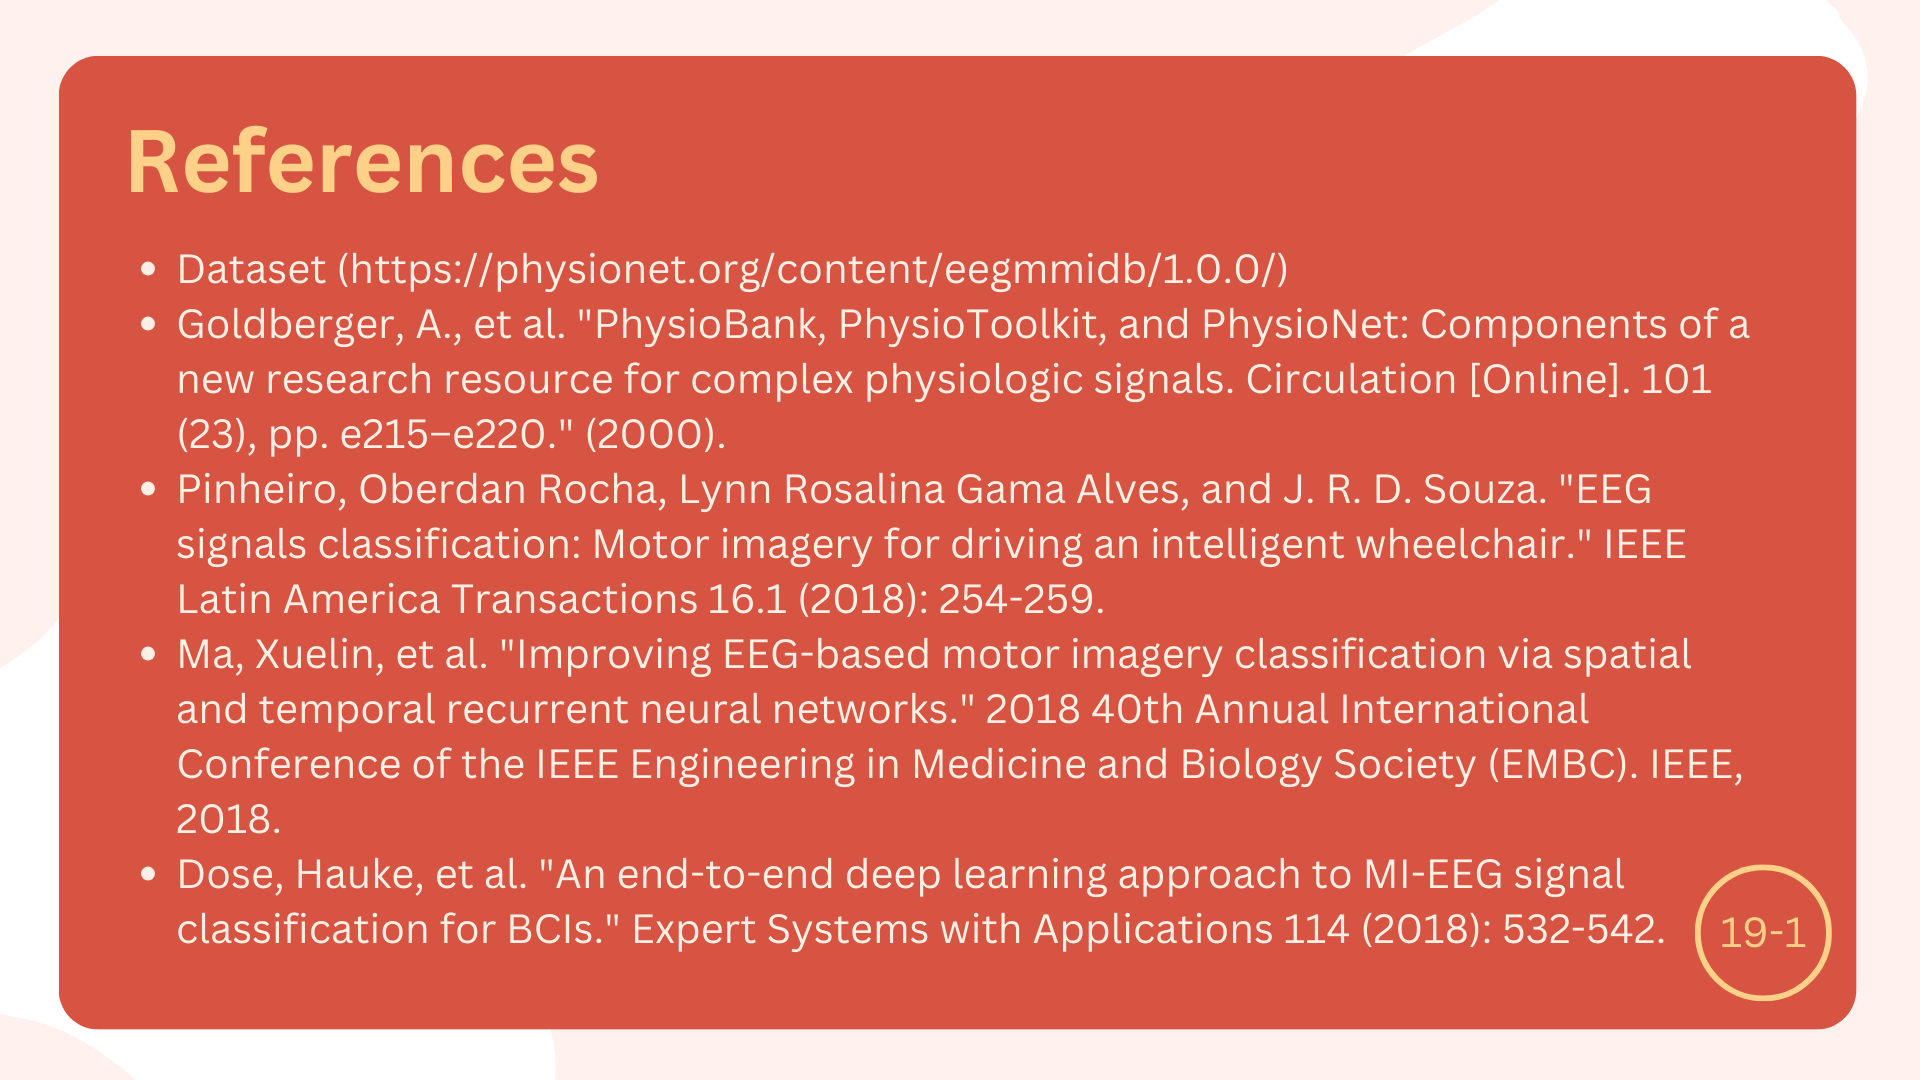 References
• Dataset (https://physionet.org/content/eegmmidb/1.0.0/)
• Goldberger, A., et al. "PhysioBank, PhysioToolkit, and PhysioNet: Components of a
new research resource for complex physiologic signals. Circulation [Online]. 101
(23), pp. e215–e220." (2000).
• Pinheiro, Oberdan Rocha, Lynn Rosalina Gama Alves, and J. R. D. Souza. "EEG
signals classification: Motor imagery for driving an intelligent wheelchair." IEEE
Latin America Transactions 16.1 (2018): 254-259.
• Ma, Xuelin, et al. "Improving EEG-based motor imagery classification via spatial
and temporal recurrent neural networks." 2018 40th Annual International
Conference of the IEEE Engineering in Medicine and Biology Society (EMBC). IEEE,
2018.
• Dose, Hauke, et al. "An end-to-end deep learning approach to MI-EEG signal
classification for BCIs." Expert Systems with Applications 114 (2018): 532-542.
19-1